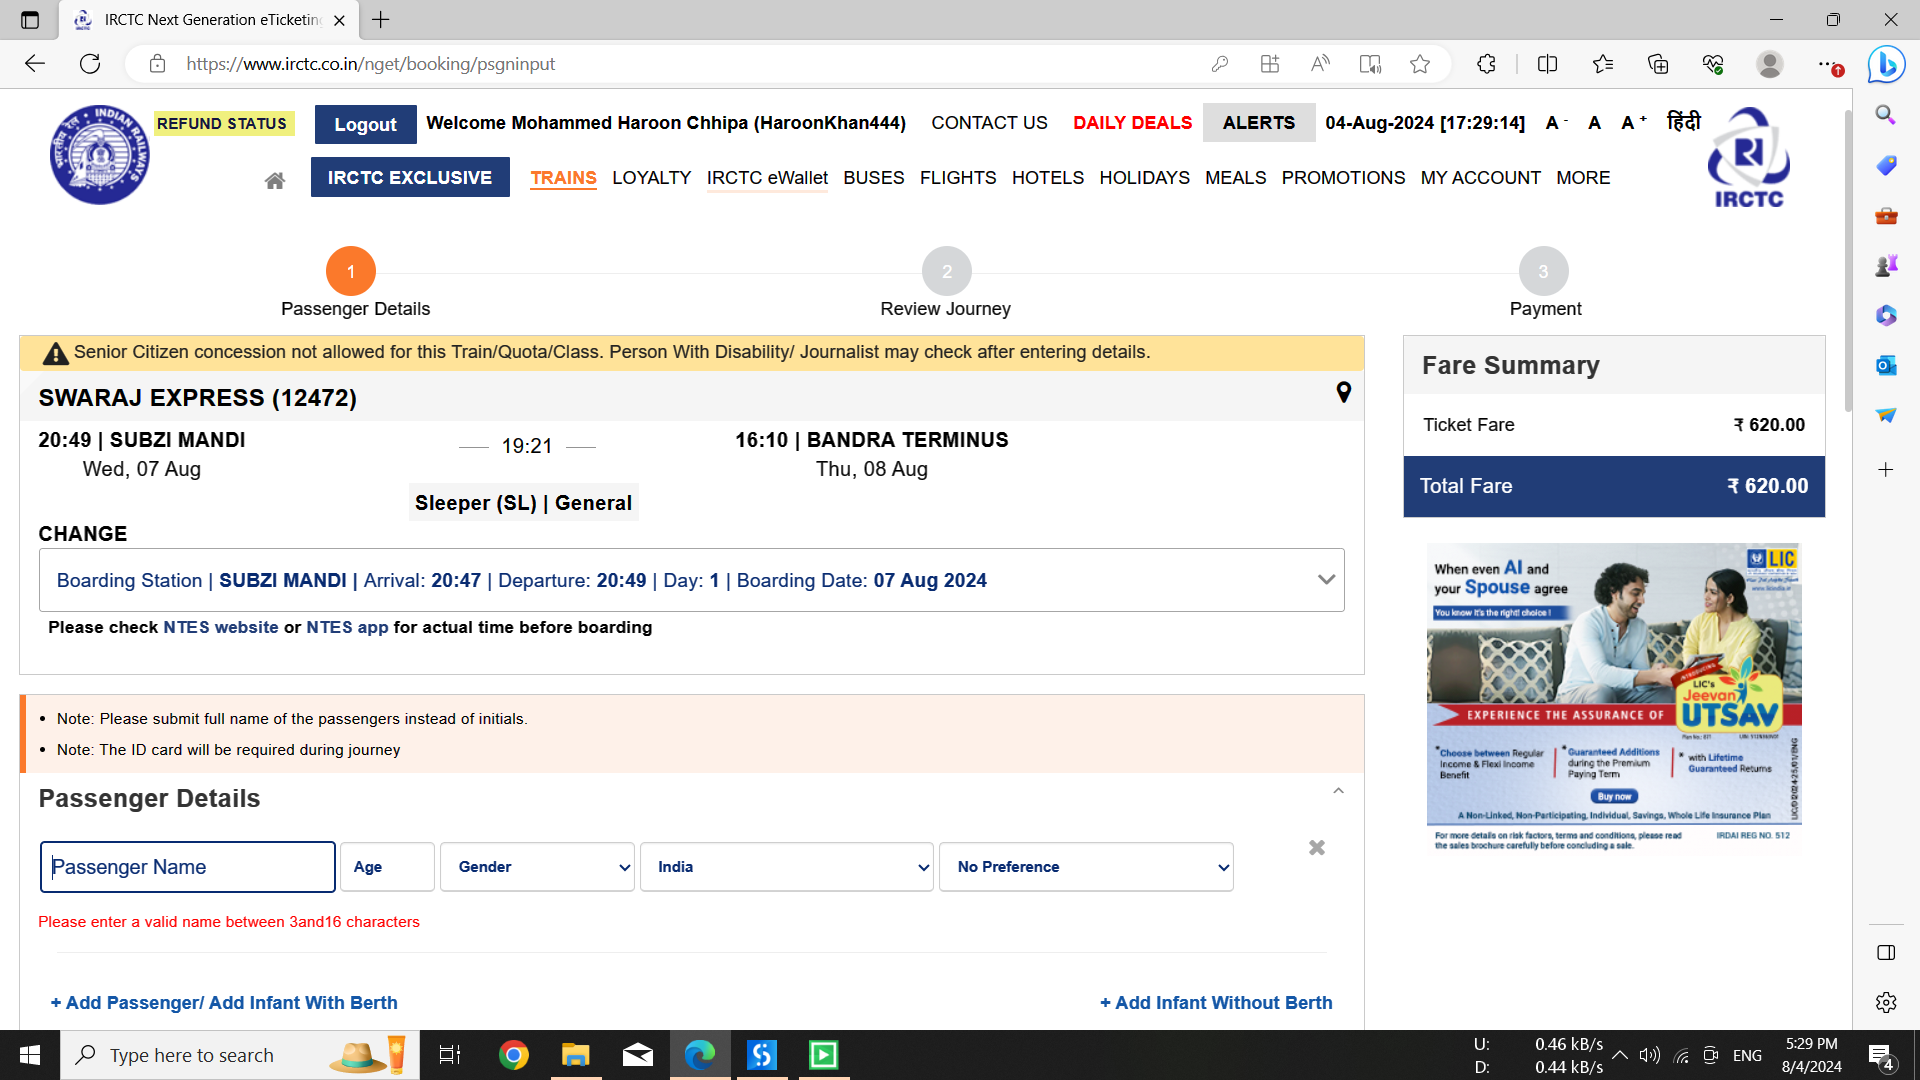 IRCTC Next Generation eTicketing
https://www.irctc.co.in/nget/booking/psgninput
REFUND STATUS
Logout
Welcome Mohammed Haroon Chhipa (HaroonKhan444)
CONTACT US
DAILY DEALS
ALERTS
04-Aug-2024 [17:29:14]
A - A A +
हिंदी
INDIAN RAILWAYS
भारतीय रेल
IRCTC EXCLUSIVE
TRAINS
LOYALTY
IRCTC eWallet
BUSES
FLIGHTS
HOTELS
HOLIDAYS
MEALS
PROMOTIONS
MY ACCOUNT
MORE
IRCTC
1
2
3
Passenger Details
Review Journey
Payment
Senior Citizen concession not allowed for this Train/Quota/Class. Person With Disability/ Journalist may check after entering details.
SWARAJ EXPRESS (12472)
20:49 | SUBZI MANDI
19:21
16:10 | BANDRA TERMINUS
Wed, 07 Aug
Thu, 08 Aug
Sleeper (SL) | General
CHANGE
Boarding Station | SUBZI MANDI | Arrival: 20:47 | Departure: 20:49 | Day: 1 | Boarding Date: 07 Aug 2024
Please check NTES website or NTES app for actual time before boarding
Note: Please submit full name of the passengers instead of initials.
Note: The ID card will be required during journey
Passenger Details
Passenger Name
Age
Gender
India
No Preference
Please enter a valid name between 3and16 characters
+ Add Passenger/ Add Infant With Berth
+ Add Infant Without Berth
Fare Summary
Ticket Fare
₹ 620.00
Total Fare
₹ 620.00
When even AI and
your Spouse agree
You know it's the right choice !
LIC
INTRODUCING
LIC's
Jeevan
UTSAV
EXPERIENCE THE ASSURANCE OF
*Choose between Regular
Income & Flexi Income
Benefit
*Guaranteed Additions
during the Premium
Paying Term
* with Lifetime
Guaranteed Returns
Buy now
A Non-Linked, Non-Participating, Individual, Savings, Whole Life Insurance Plan
For more details on risk factors, terms and conditions, please read
the sales brochure carefully before concluding a sale.
IRDAI REG NO. 512
Type here to search
U: 0.46 kB/s
D: 0.44 kB/s
ENG
5:29 PM
8/4/2024
4